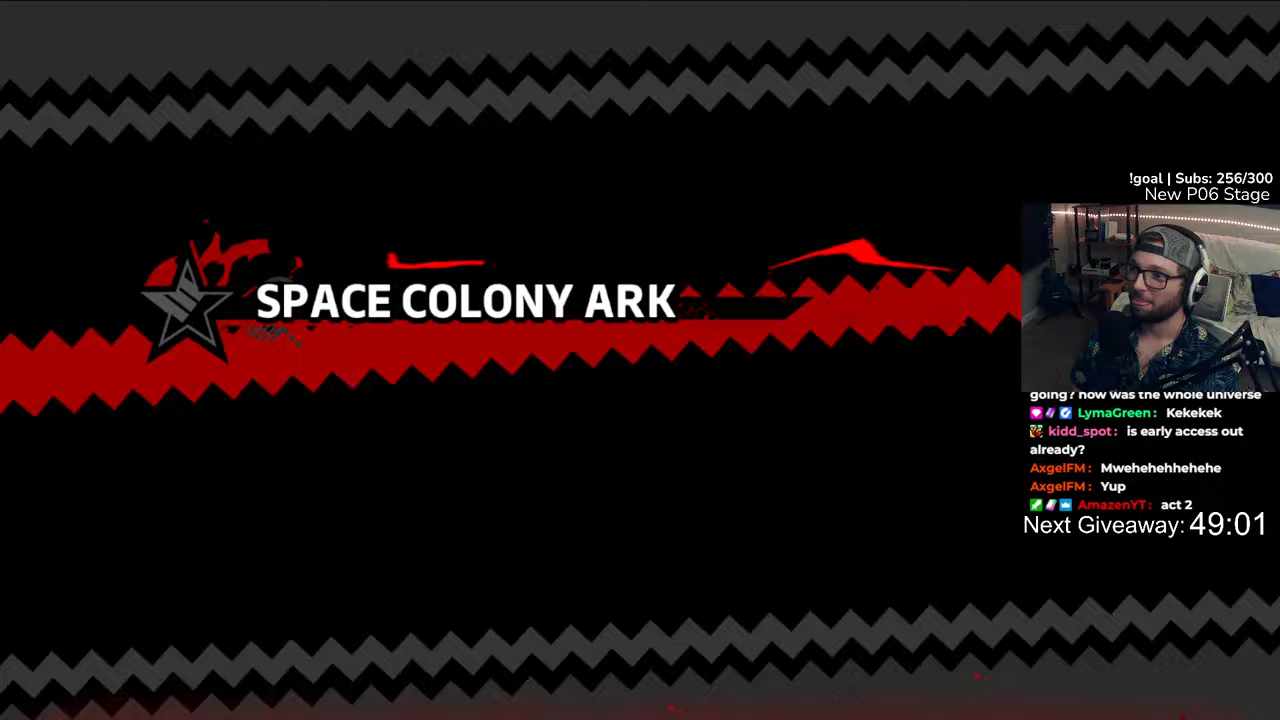 !goal | Subs: 256/300
New P06 Stage
SPACE COLONY ARK
going? how was the whole universe
LymaGreen: Kekekek
kidd_spot: is early access out
already?
AxgelFM: Mwehehehhehehe
AxgelFM: Yup
AmazenYT: act 2
Next Giveaway: 49:01